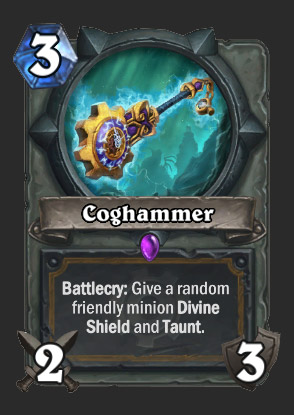 3
Coghammer
Battlecry: Give a random
friendly minion Divine
Shield and Taunt.
2
3